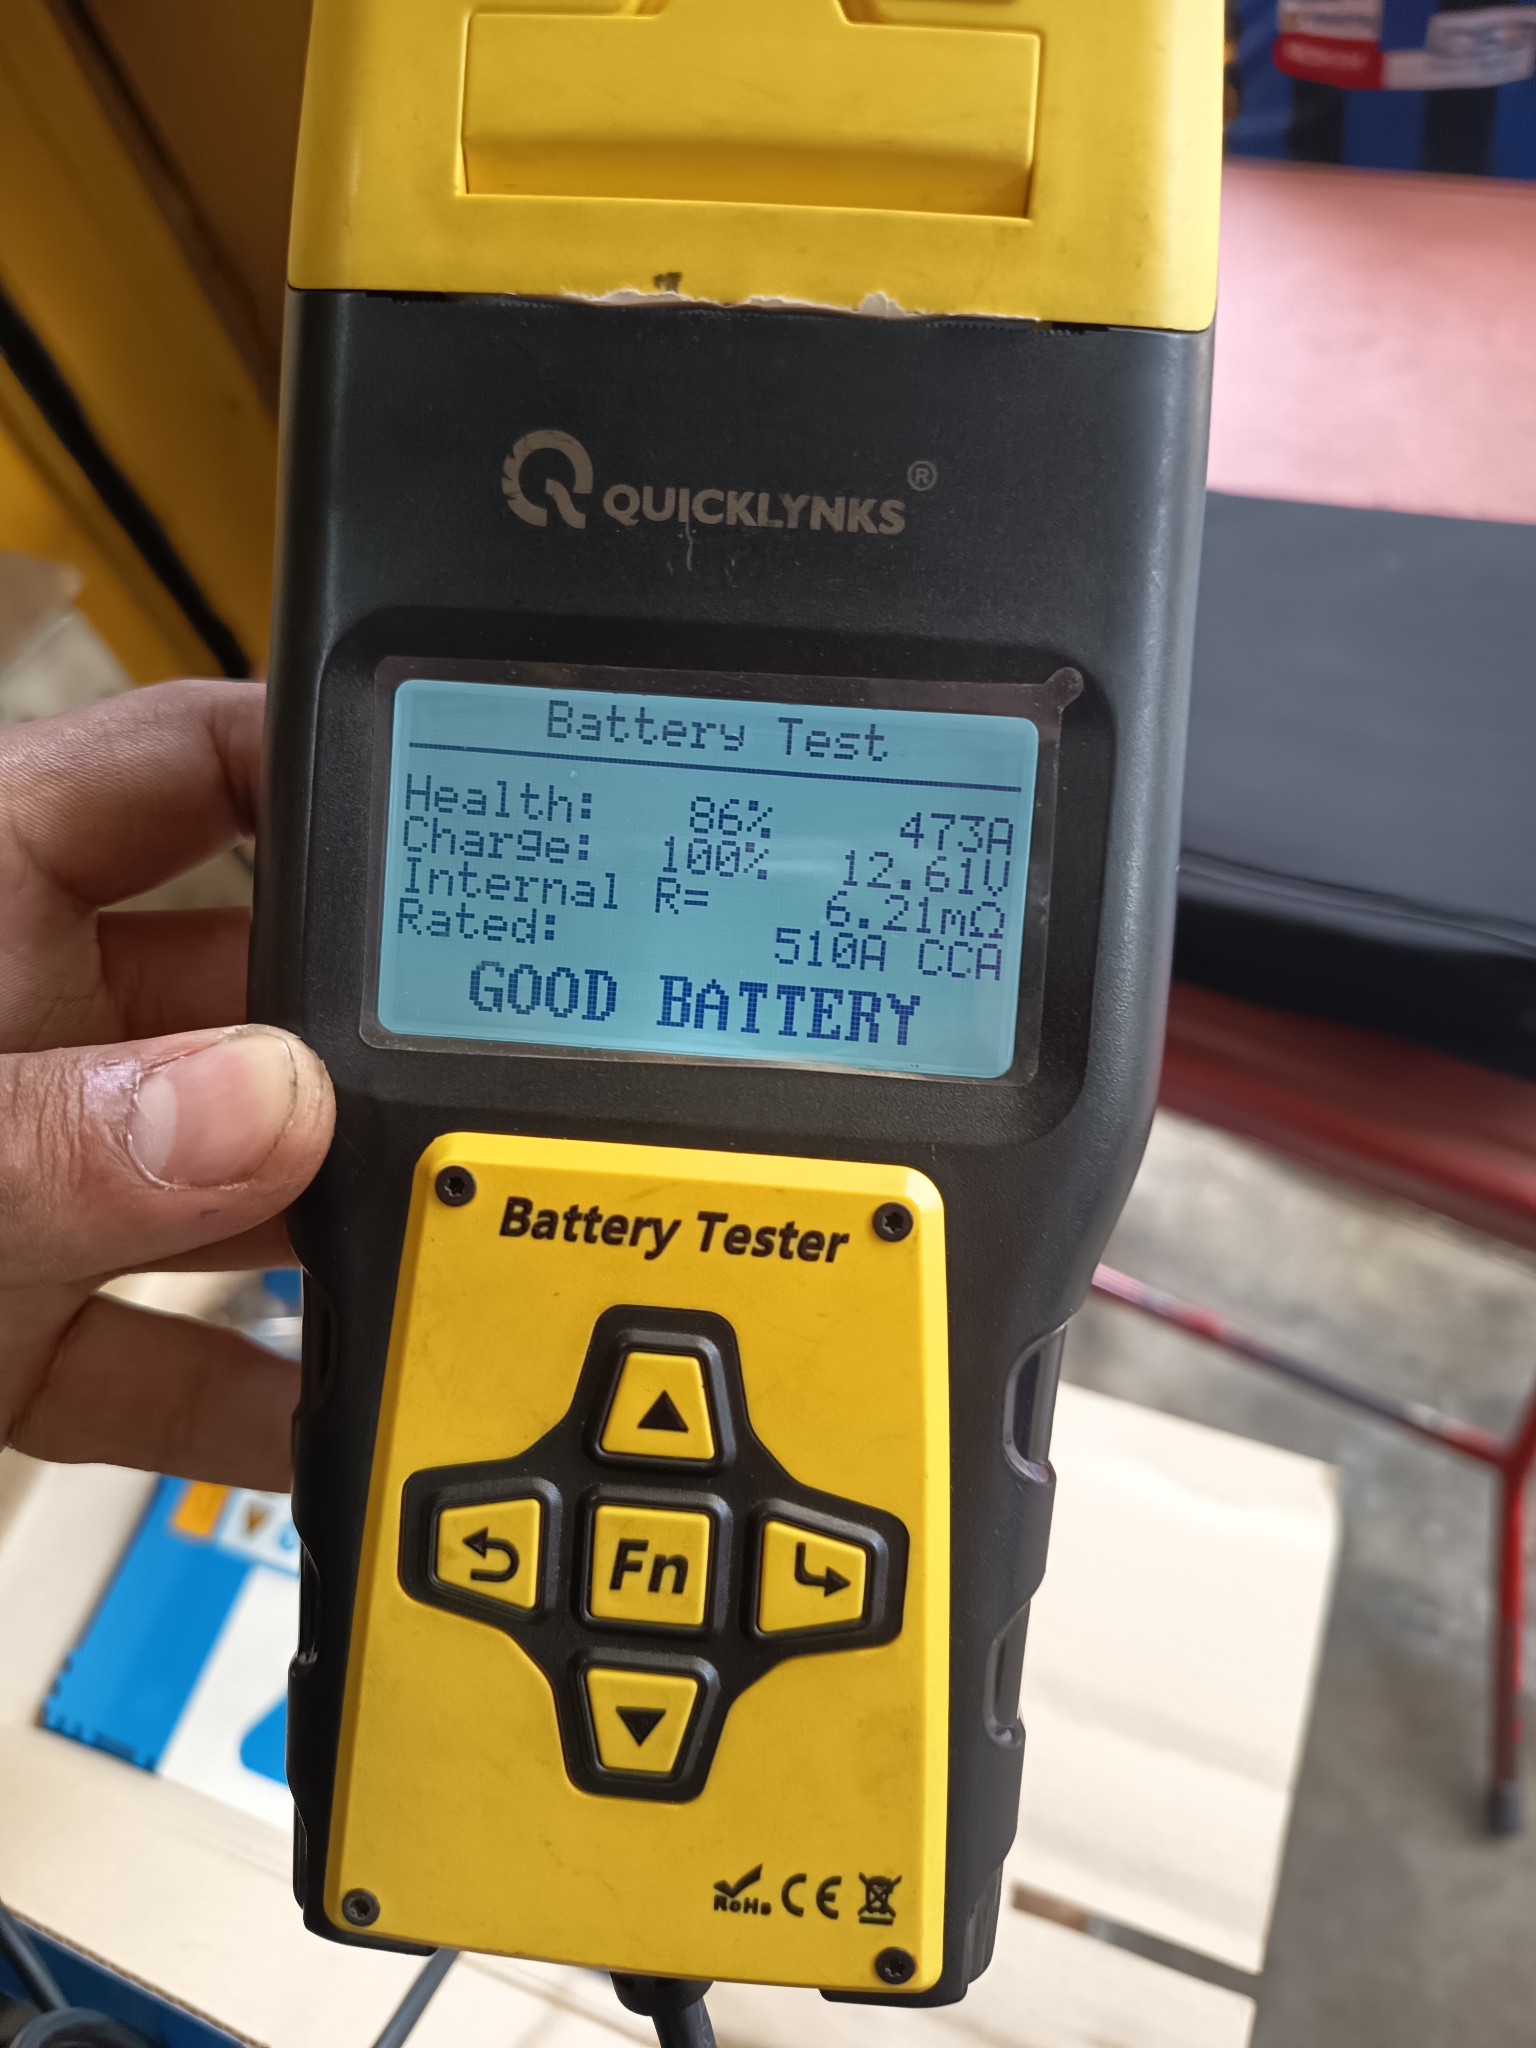 QUICKLYNKS®
Battery Test
Health: 86% 473A
Charge: 100% 12.61V
Internal R= 6.21mΩ
Rated: 510A CCA
GOOD BATTERY
Battery Tester
Fn
RoHS CE